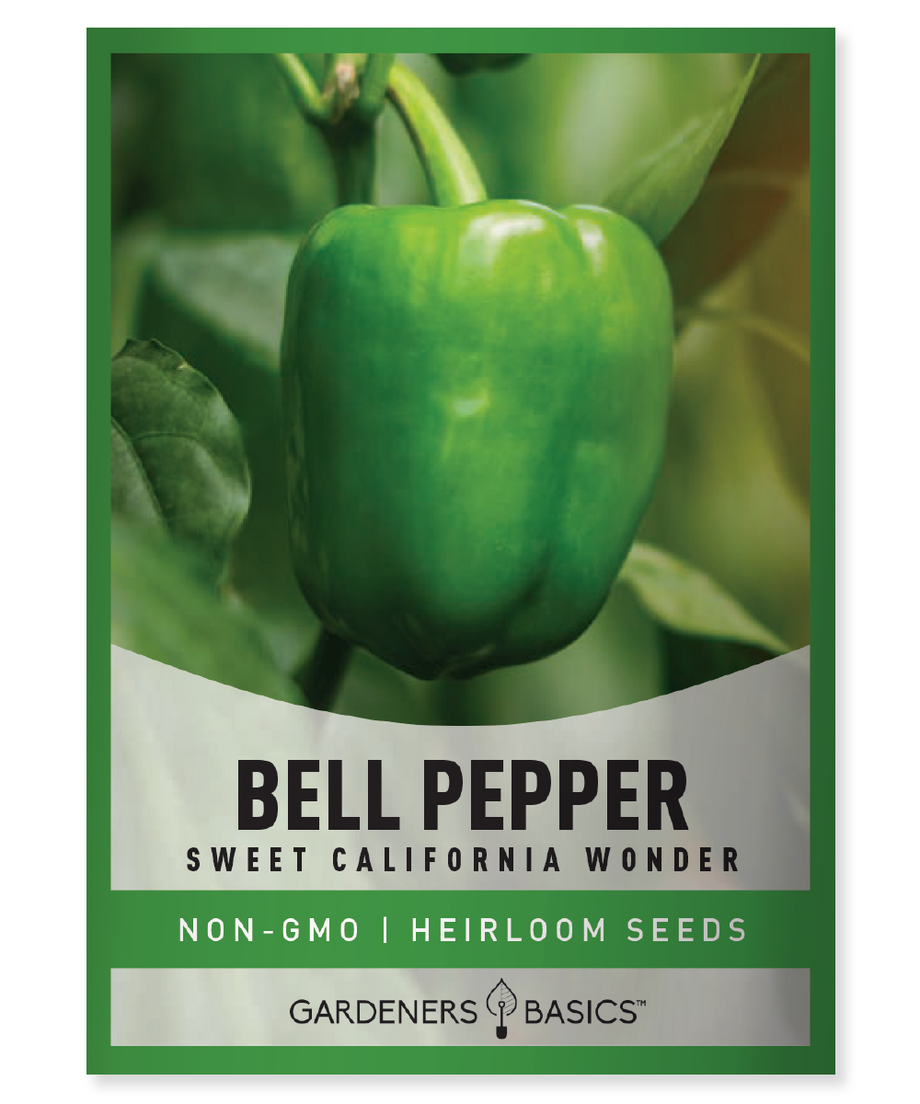 BELL PEPPER
SWEET CALIFORNIA WONDER
NON-GMO | HEIRLOOM SEEDS
GARDENERS BASICS™